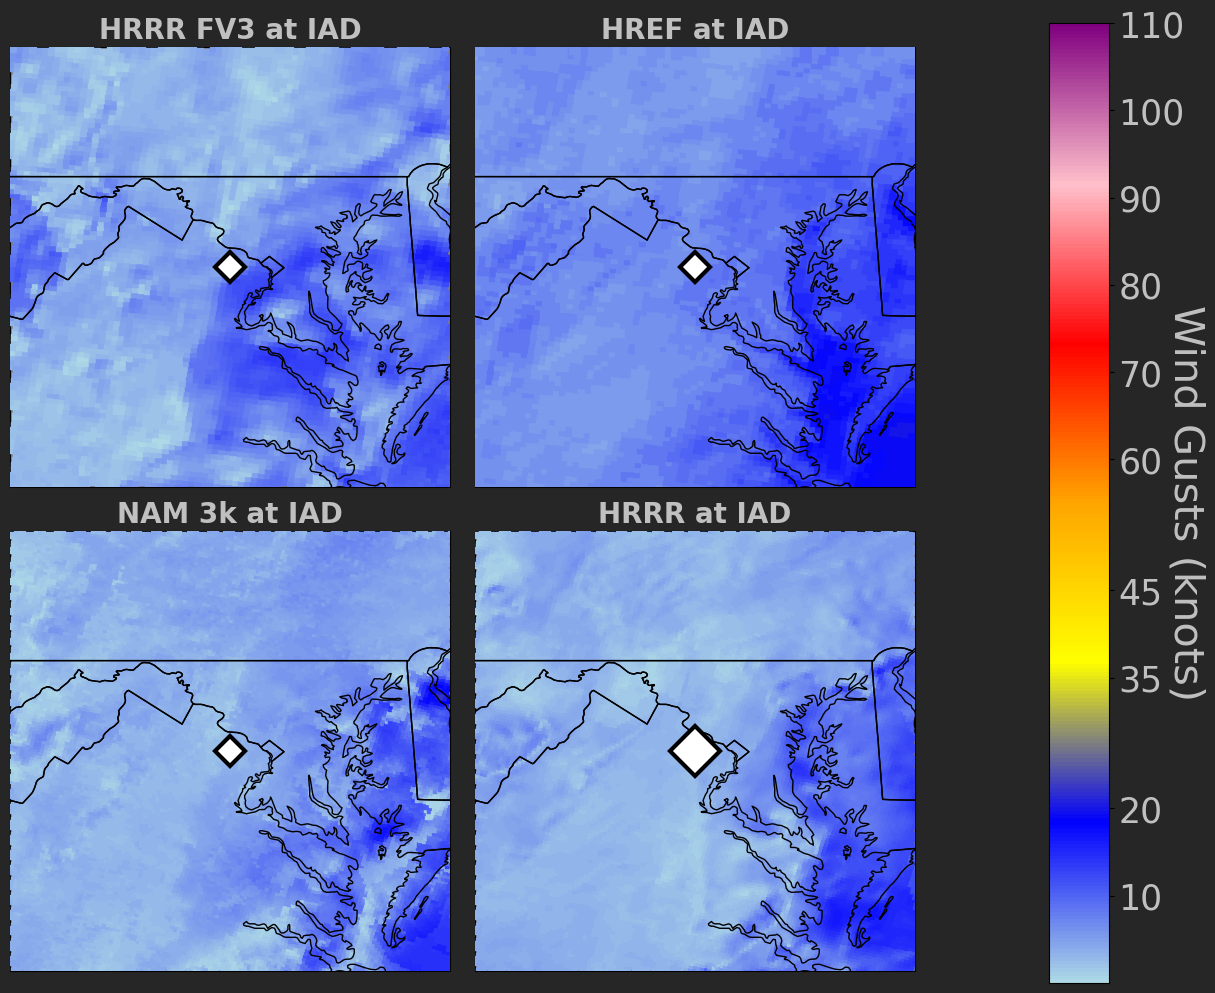 HRRR FV3 at IAD
HREF at IAD
NAM 3k at IAD
HRRR at IAD
110
100
90
80
70
60
45
35
20
10
Wind Gusts (knots)